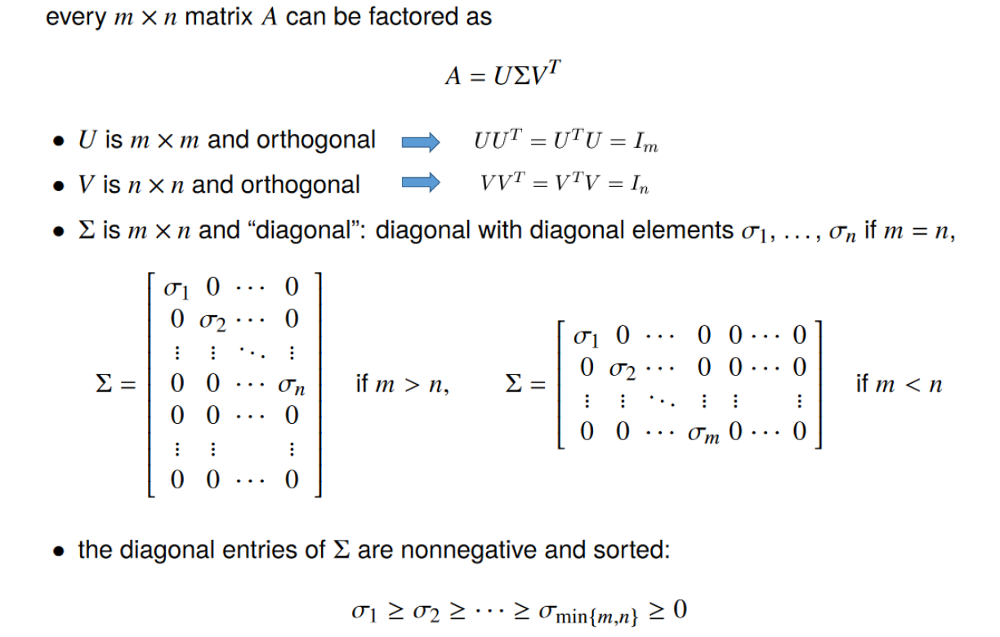 every m × n matrix A can be factored as
A = UΣV^T
• U is m × m and orthogonal ➡ UU^T = U^TU = I_m
• V is n × n and orthogonal ➡ VV^T = V^TV = I_n
• Σ is m × n and “diagonal”: diagonal with diagonal elements σ_1, …, σ_n if m = n,
Σ = [ σ_1 0 ⋯ 0
0 σ_2 ⋯ 0
⋮ ⋮ ⋱ ⋮
0 0 ⋯ σ_n
0 0 ⋯ 0
⋮ ⋮ ⋮
0 0 ⋯ 0 ] if m > n,
Σ = [ σ_1 0 ⋯ 0 0 ⋯ 0
0 σ_2 ⋯ 0 0 ⋯ 0
⋮ ⋮ ⋱ ⋮ ⋮ ⋮
0 0 ⋯ σ_m 0 ⋯ 0 ] if m < n
• the diagonal entries of Σ are nonnegative and sorted:
σ_1 ≥ σ_2 ≥ ⋯ ≥ σ_min{m,n} ≥ 0